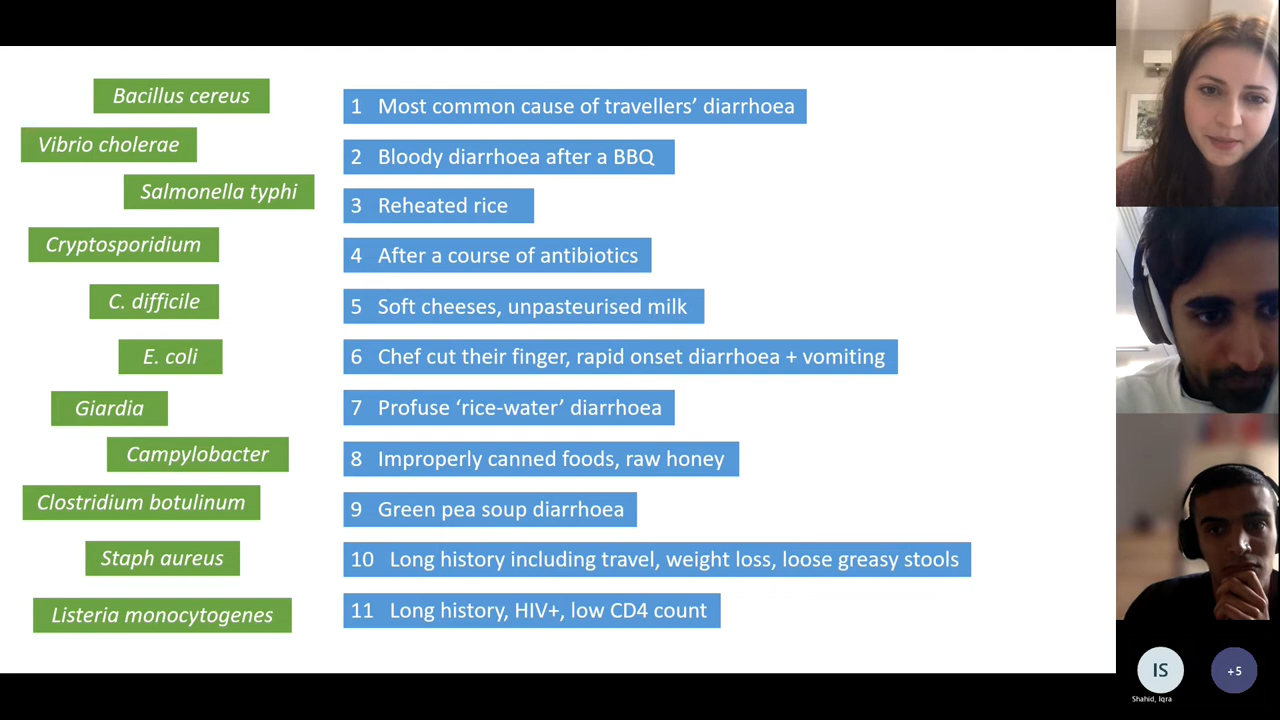 Bacillus cereus
Vibrio cholerae
Salmonella typhi
Cryptosporidium
C. difficile
E. coli
Giardia
Campylobacter
Clostridium botulinum
Staph aureus
Listeria monocytogenes
1 Most common cause of travellers’ diarrhoea
2 Bloody diarrhoea after a BBQ
3 Reheated rice
4 After a course of antibiotics
5 Soft cheeses, unpasteurised milk
6 Chef cut their finger, rapid onset diarrhoea + vomiting
7 Profuse ‘rice-water’ diarrhoea
8 Improperly canned foods, raw honey
9 Green pea soup diarrhoea
10 Long history including travel, weight loss, loose greasy stools
11 Long history, HIV+, low CD4 count
IS
+5
Shahid, Iqra